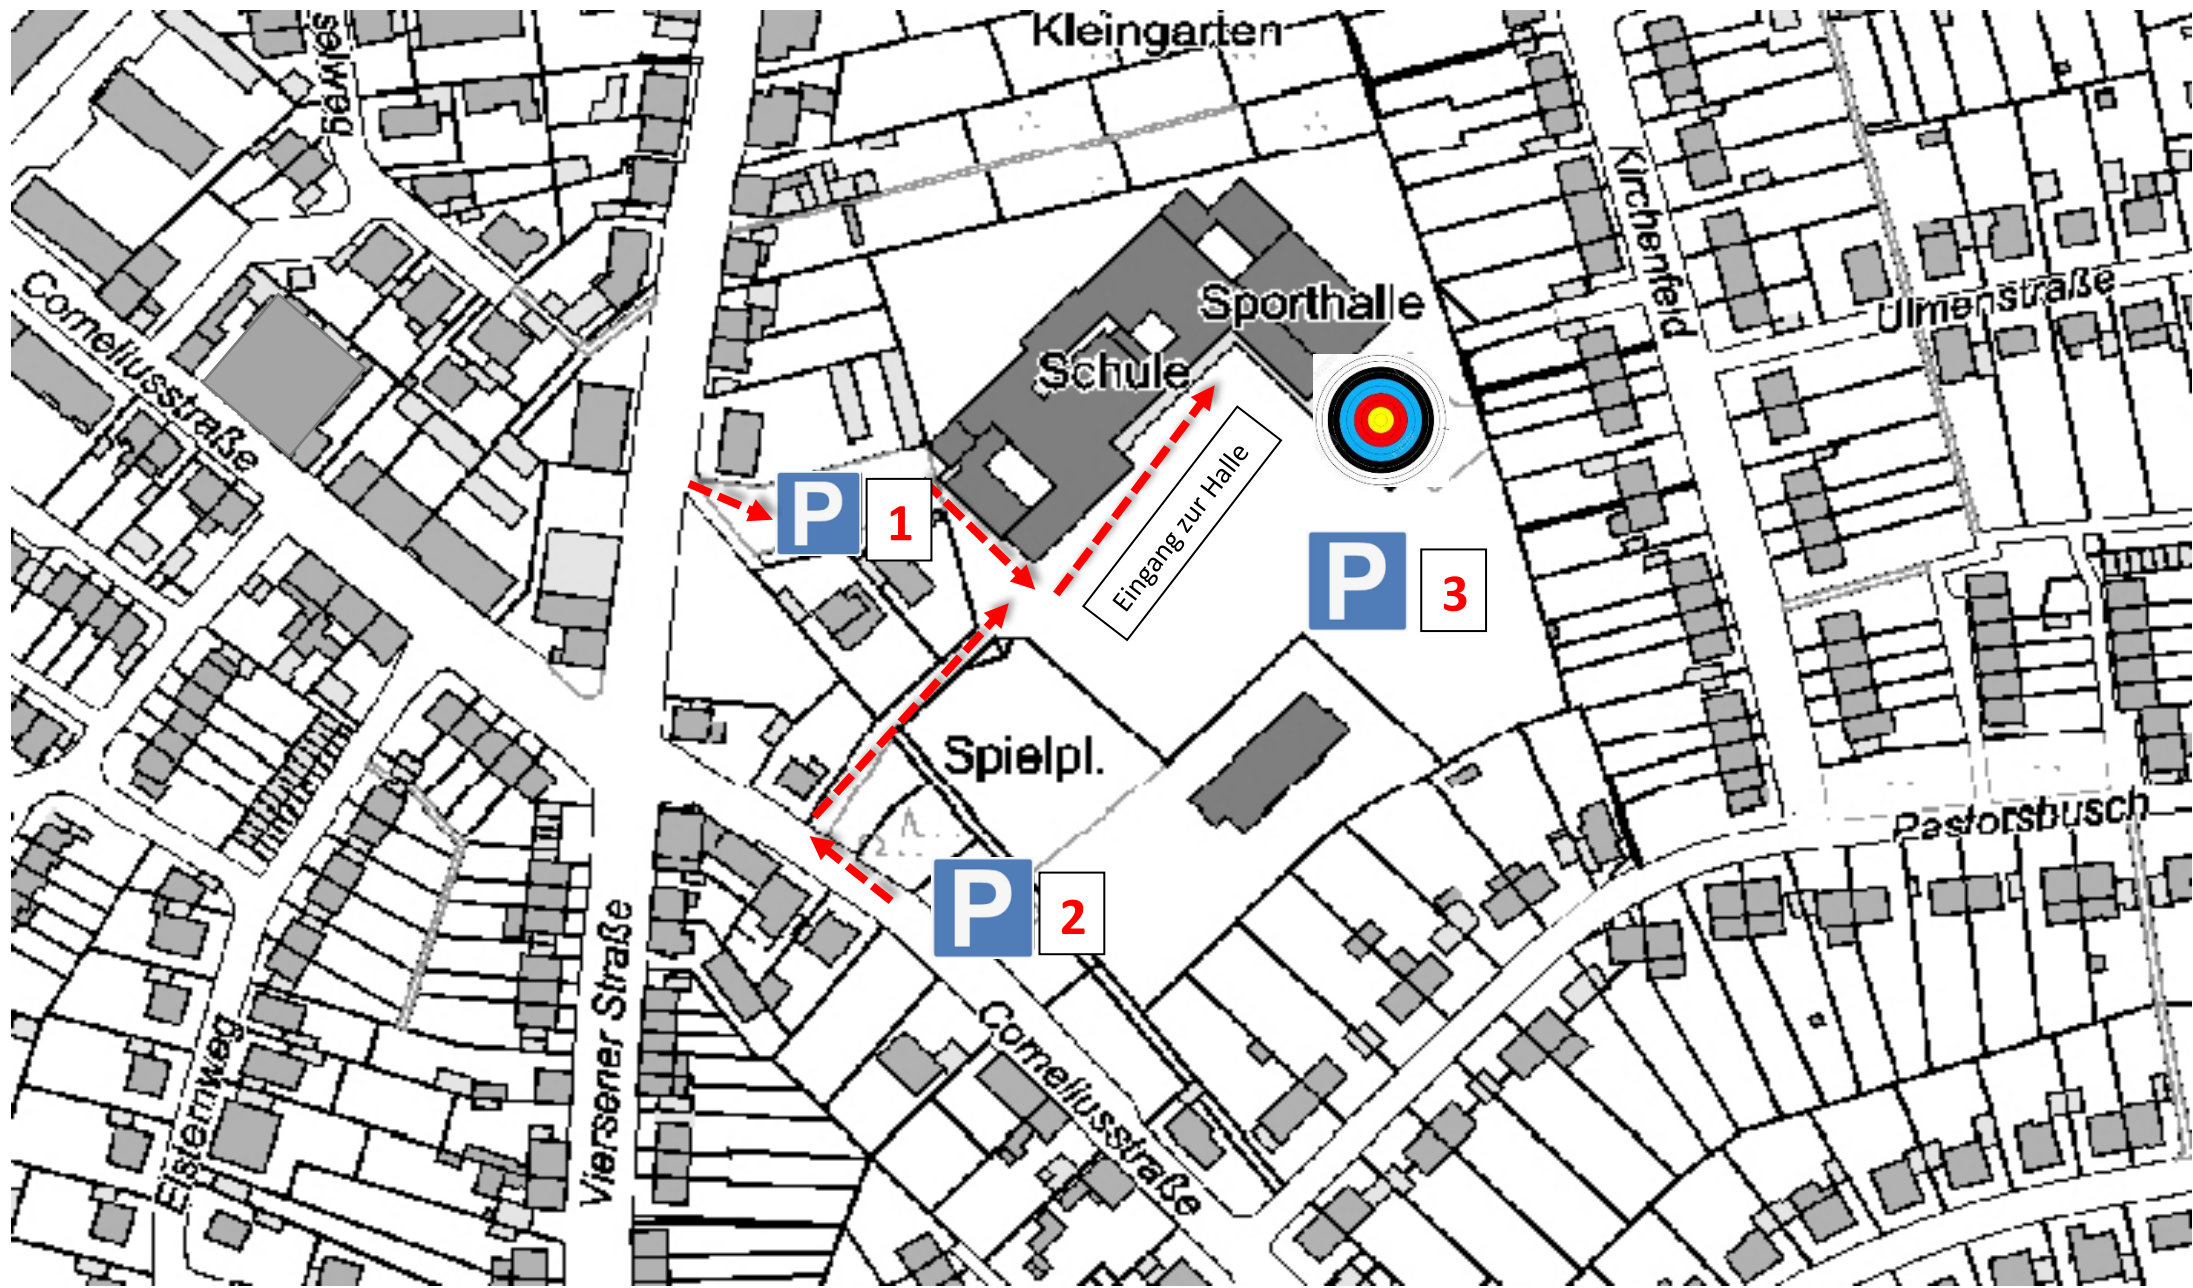 Kleingarten
Kirchenfeld
Ulmenstraße
Sporthalle
Schule
Corneliusstraße
Eingang zur Halle
P 1
P 3
Spielpl.
Pastorsbusch
P 2
Viersener Straße
Elsternweg
Corneliusstraße